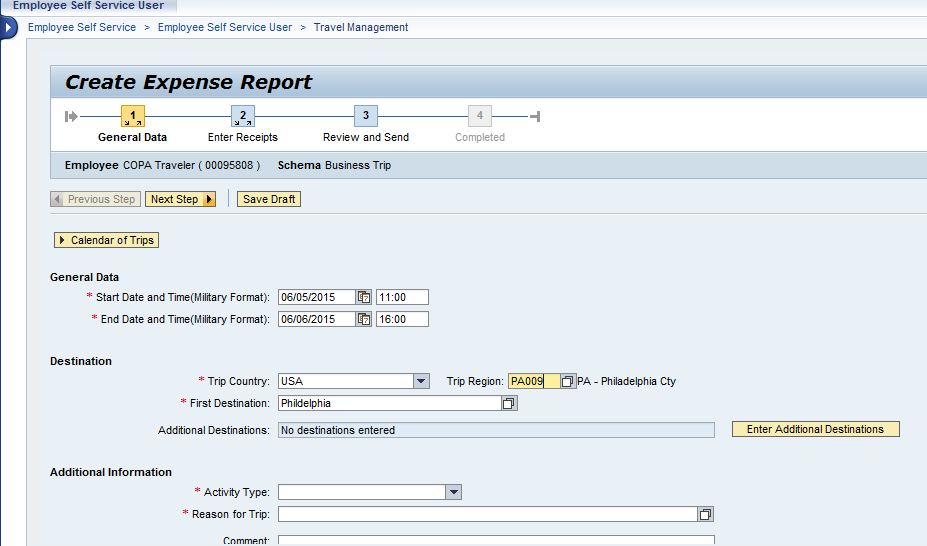 Employee Self Service User
Employee Self Service > Employee Self Service User > Travel Management
Create Expense Report
1 2 3 4
General Data Enter Receipts Review and Send Completed
Employee COPA Traveler ( 00095808 ) Schema Business Trip
Previous Step Next Step Save Draft
Calendar of Trips
General Data
* Start Date and Time(Military Format): 06/05/2015 11:00
* End Date and Time(Military Format): 06/06/2015 16:00
Destination
* Trip Country: USA Trip Region: PA009 PA - Philadelphia Cty
* First Destination: Phildelphia
Additional Destinations: No destinations entered Enter Additional Destinations
Additional Information
* Activity Type:
* Reason for Trip:
Comment: